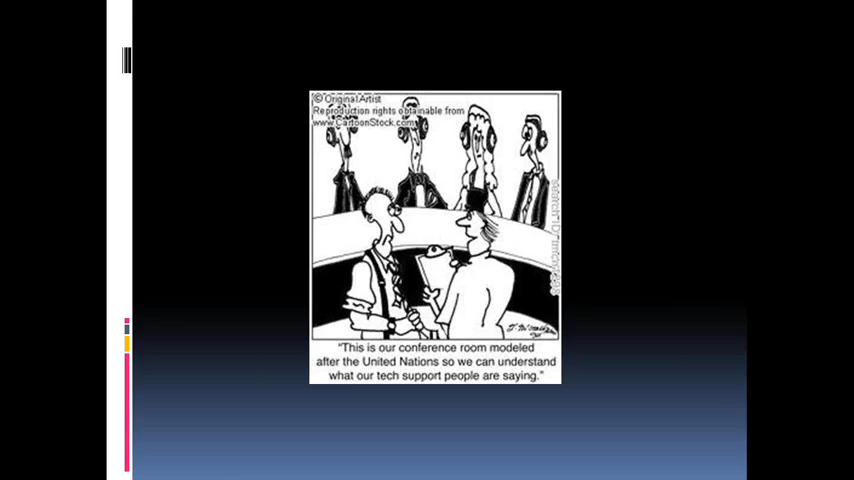 © Original Artist
Reproduction rights obtainable from
www.CartoonStock.com
"This is our conference room modeled
after the United Nations so we can understand
what our tech support people are saying."